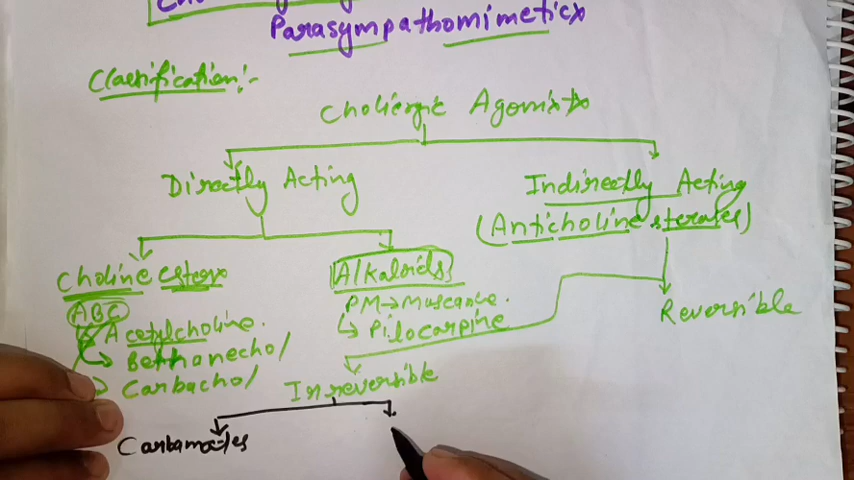 Parasympathomimetics
Classification:-
Choliergic Agonists
Directly Acting
Indirectly Acting
(Anticholinesterases)
Choline esters
Alkaloids
ABC
PM→Muscarine.
Reversible
Acetylcholine.
↳ Pilocarpine
→ Bethanechol
→ Carbachol
Irreversible
Carbamates